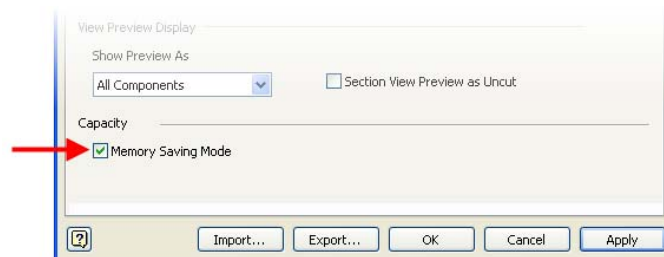 View Preview Display
Show Preview As
All Components
Section View Preview as Uncut
Capacity
Memory Saving Mode
Import... Export... OK Cancel Apply